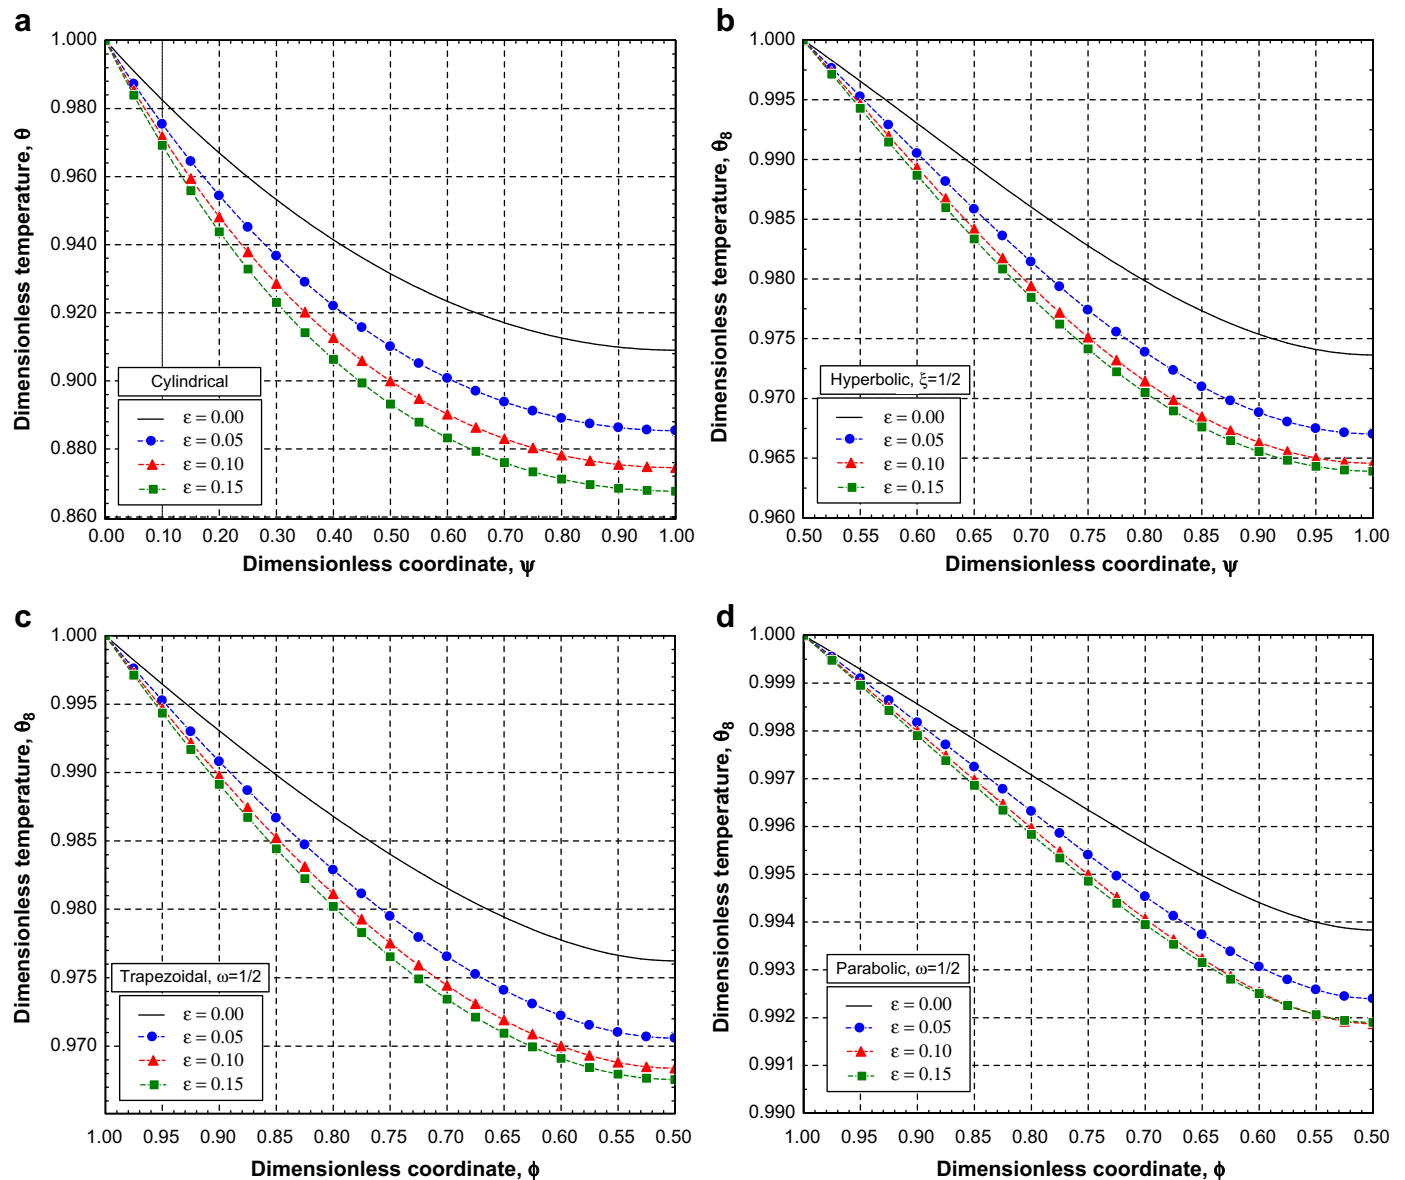 a
1.000
0.980
0.960
0.940
0.920
0.900
0.880
0.860
Dimensionless temperature, θ
Cylindrical
ε = 0.00
ε = 0.05
ε = 0.10
ε = 0.15
0.00 0.10 0.20 0.30 0.40 0.50 0.60 0.70 0.80 0.90 1.00
Dimensionless coordinate, ψ
b
1.000
0.995
0.990
0.985
0.980
0.975
0.970
0.965
0.960
Dimensionless temperature, θ8
Hyperbolic, ξ=1/2
ε = 0.00
ε = 0.05
ε = 0.10
ε = 0.15
0.50 0.55 0.60 0.65 0.70 0.75 0.80 0.85 0.90 0.95 1.00
Dimensionless coordinate, ψ
c
1.000
0.995
0.990
0.985
0.980
0.975
0.970
Dimensionless temperature, θ8
Trapezoidal, ω=1/2
ε = 0.00
ε = 0.05
ε = 0.10
ε = 0.15
1.00 0.95 0.90 0.85 0.80 0.75 0.70 0.65 0.60 0.55 0.50
Dimensionless coordinate, ϕ
d
1.000
0.999
0.998
0.997
0.996
0.995
0.994
0.993
0.992
0.991
0.990
Dimensionless temperature, θ8
Parabolic, ω=1/2
ε = 0.00
ε = 0.05
ε = 0.10
ε = 0.15
1.00 0.95 0.90 0.85 0.80 0.75 0.70 0.65 0.60 0.55 0.50
Dimensionless coordinate, ϕ